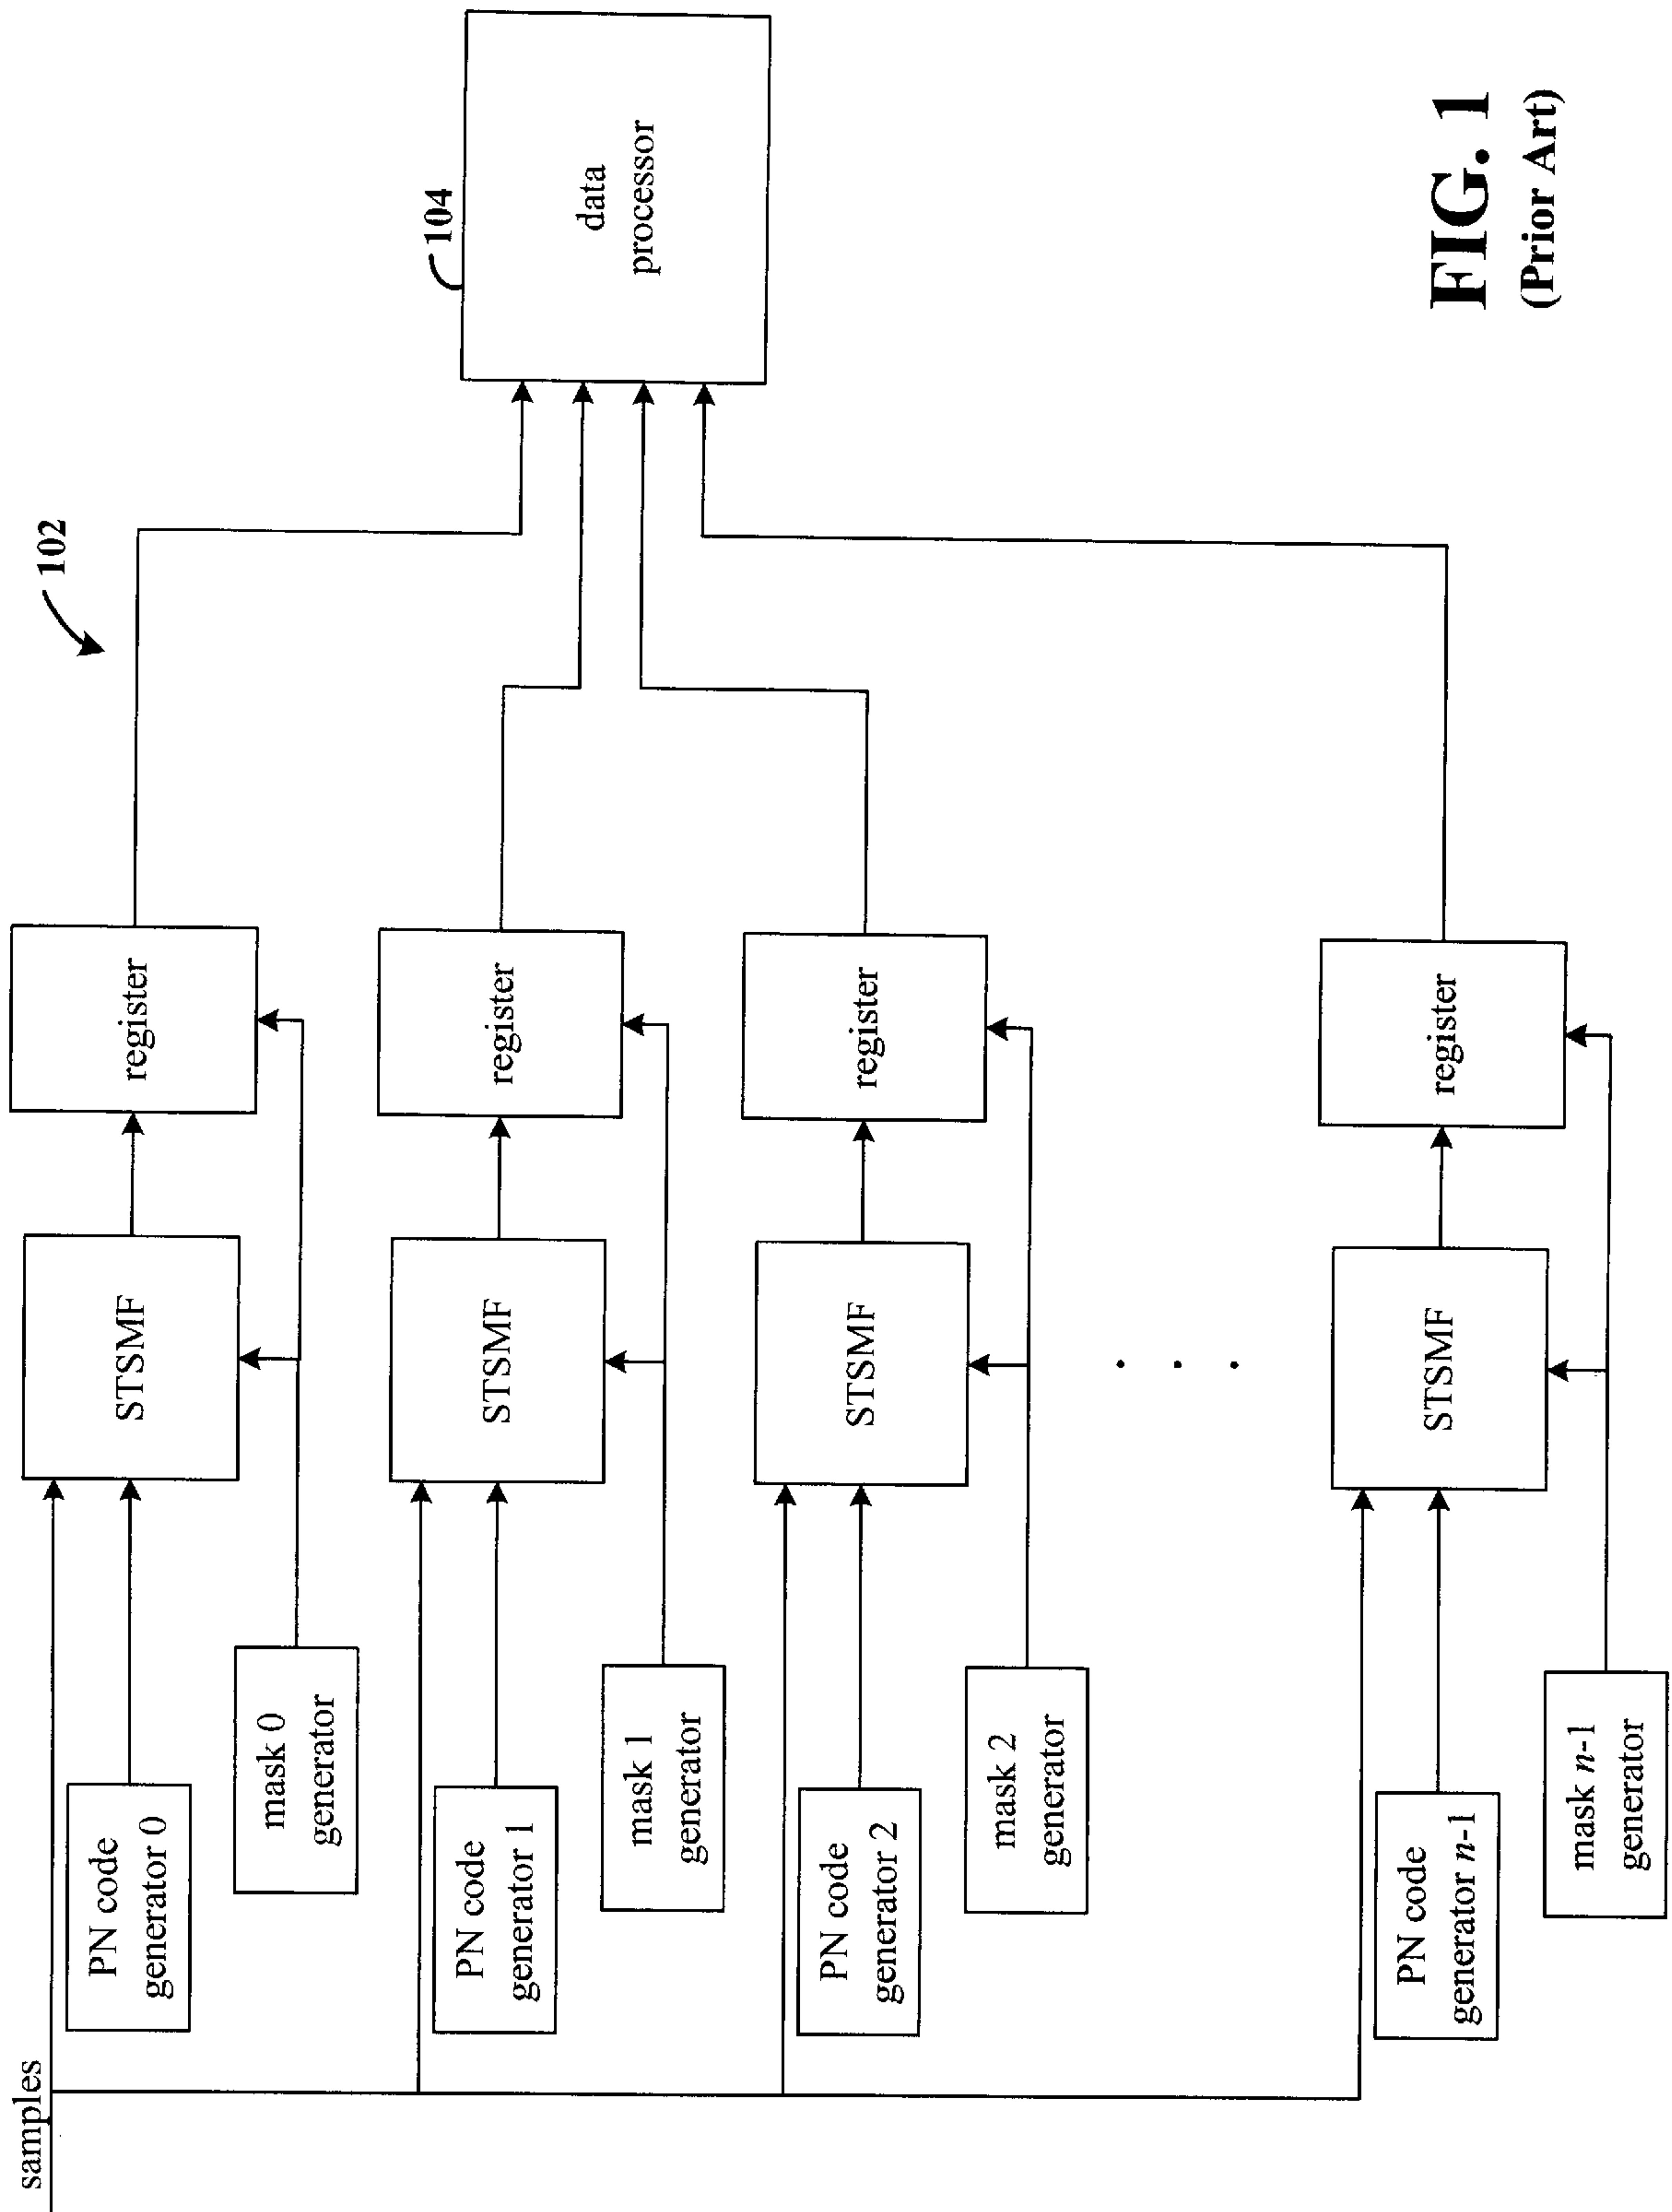 samples
PN code
generator 0
mask 0
generator
STSMF
register
102
PN code
generator 1
mask 1
generator
STSMF
register
PN code
generator 2
mask 2
generator
STSMF
register
. . .
PN code
generator n-1
mask n-1
generator
STSMF
register
104
data
processor
FIG. 1
(Prior Art)